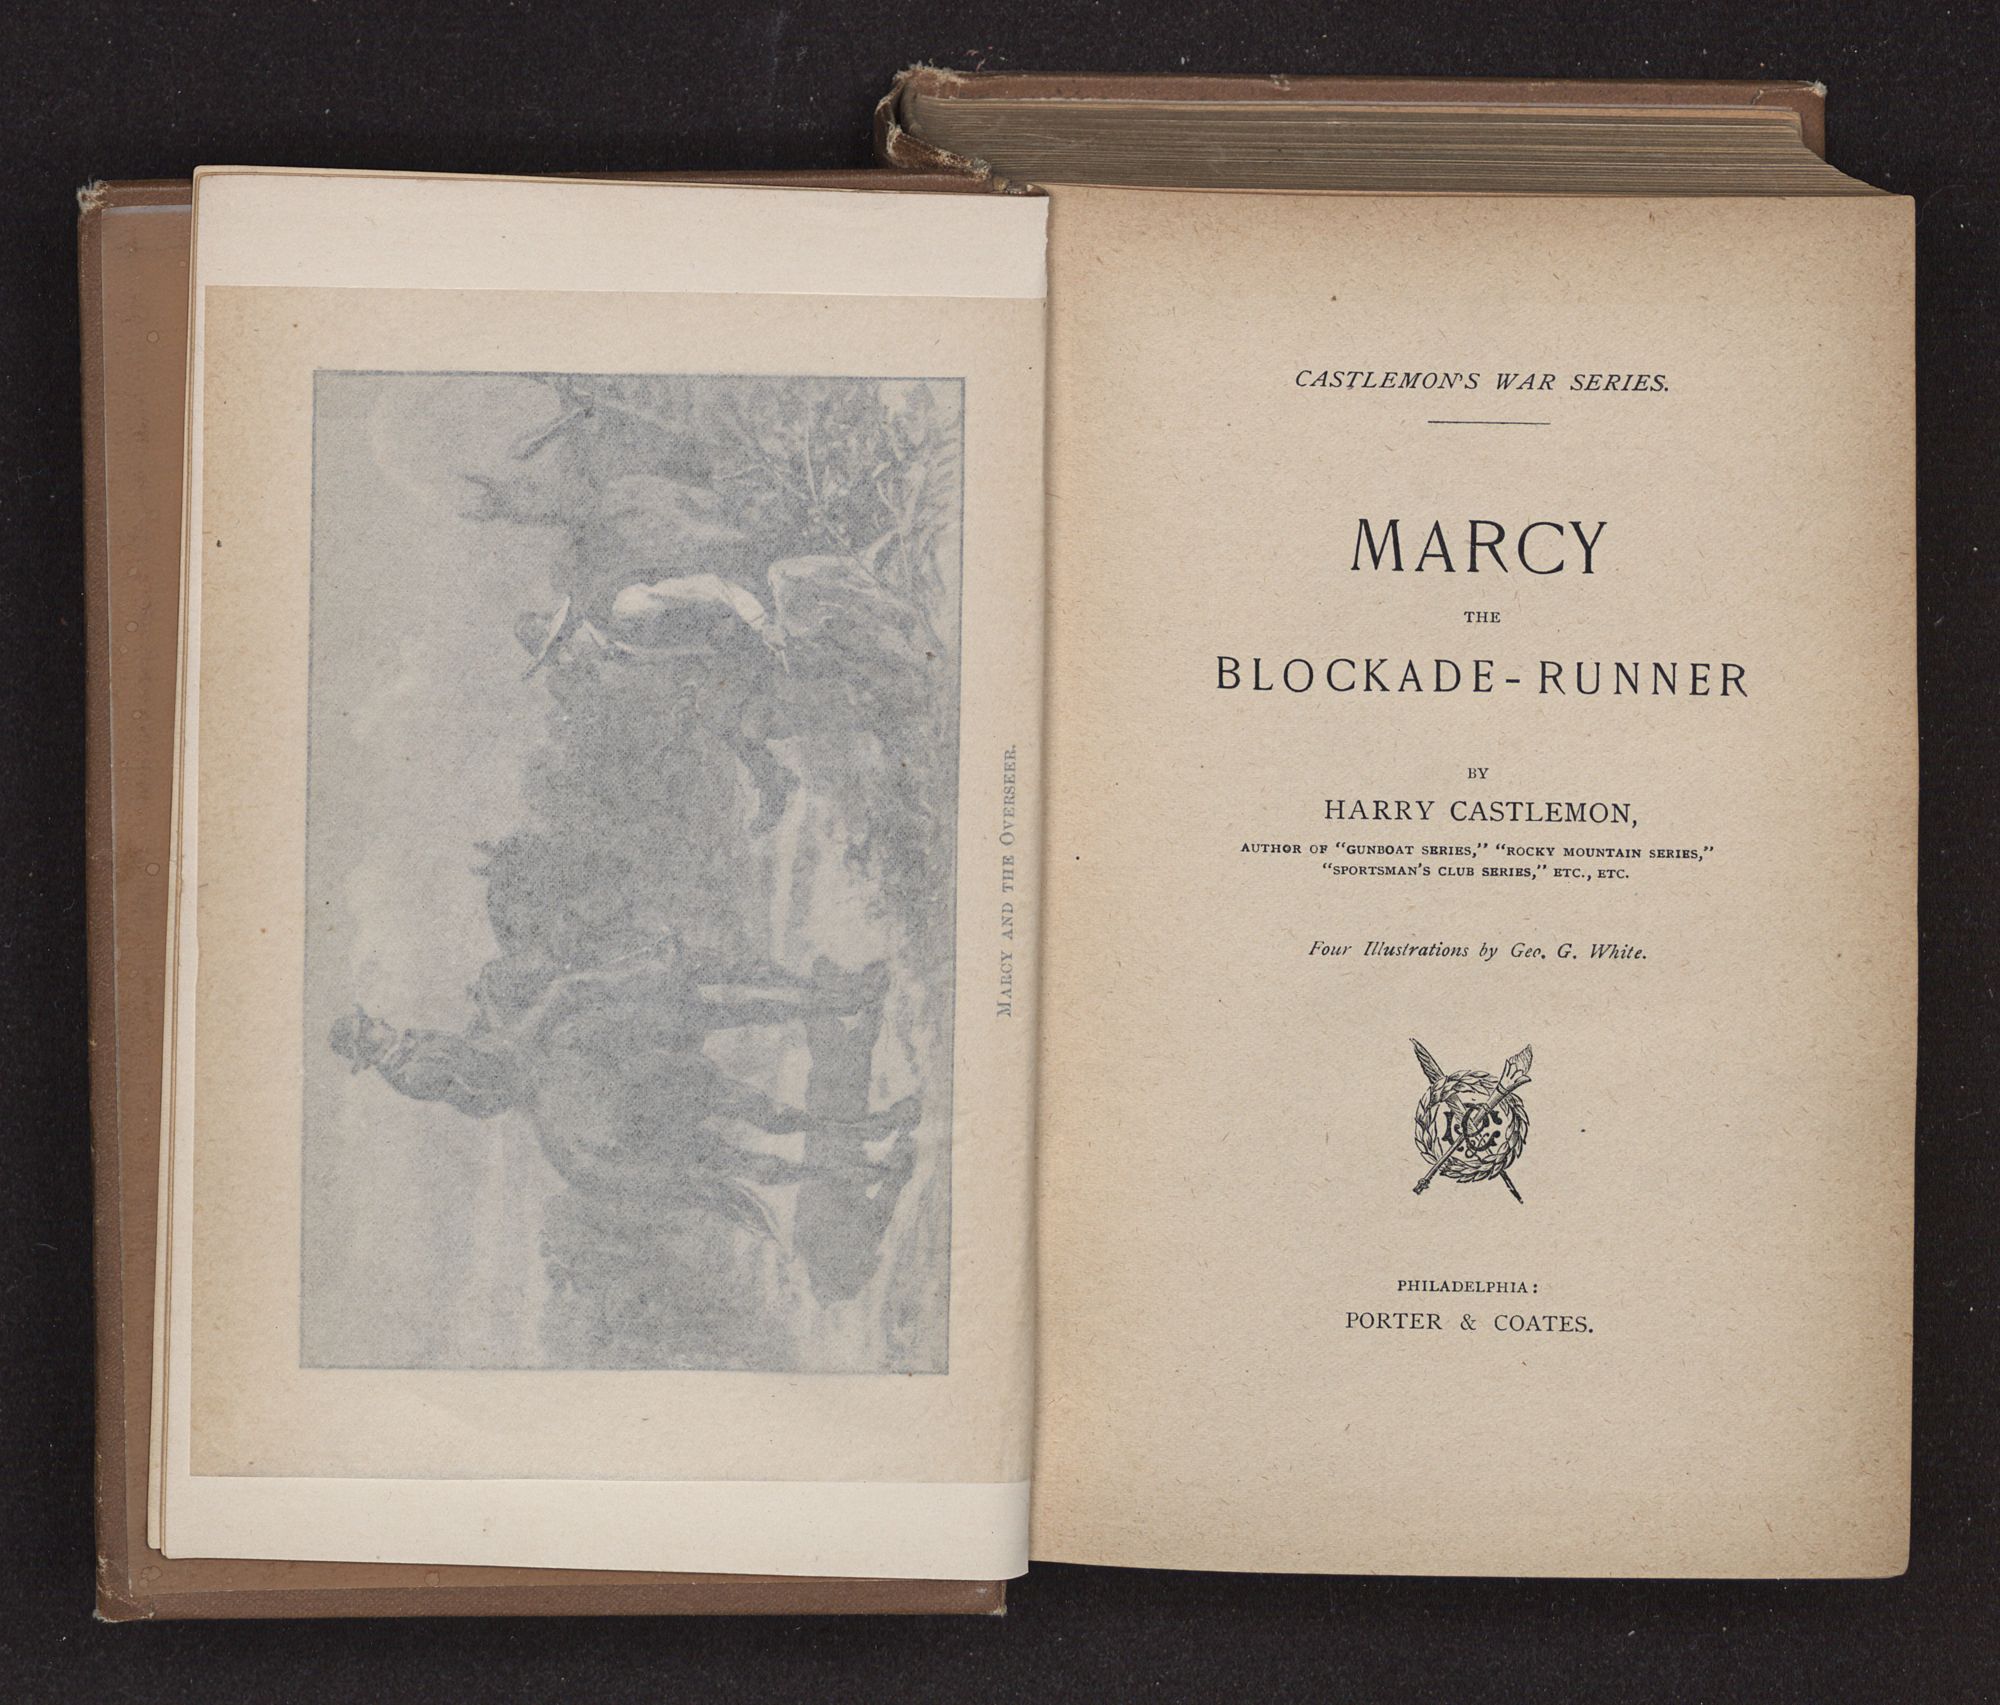 MARCY AND THE OVERSEER.
CASTLEMON'S WAR SERIES.
MARCY
THE
BLOCKADE-RUNNER
BY
HARRY CASTLEMON,
AUTHOR OF "GUNBOAT SERIES," "ROCKY MOUNTAIN SERIES,"
"SPORTSMAN'S CLUB SERIES," ETC., ETC.
Four Illustrations by Geo. G. White.
PHILADELPHIA:
PORTER & COATES.